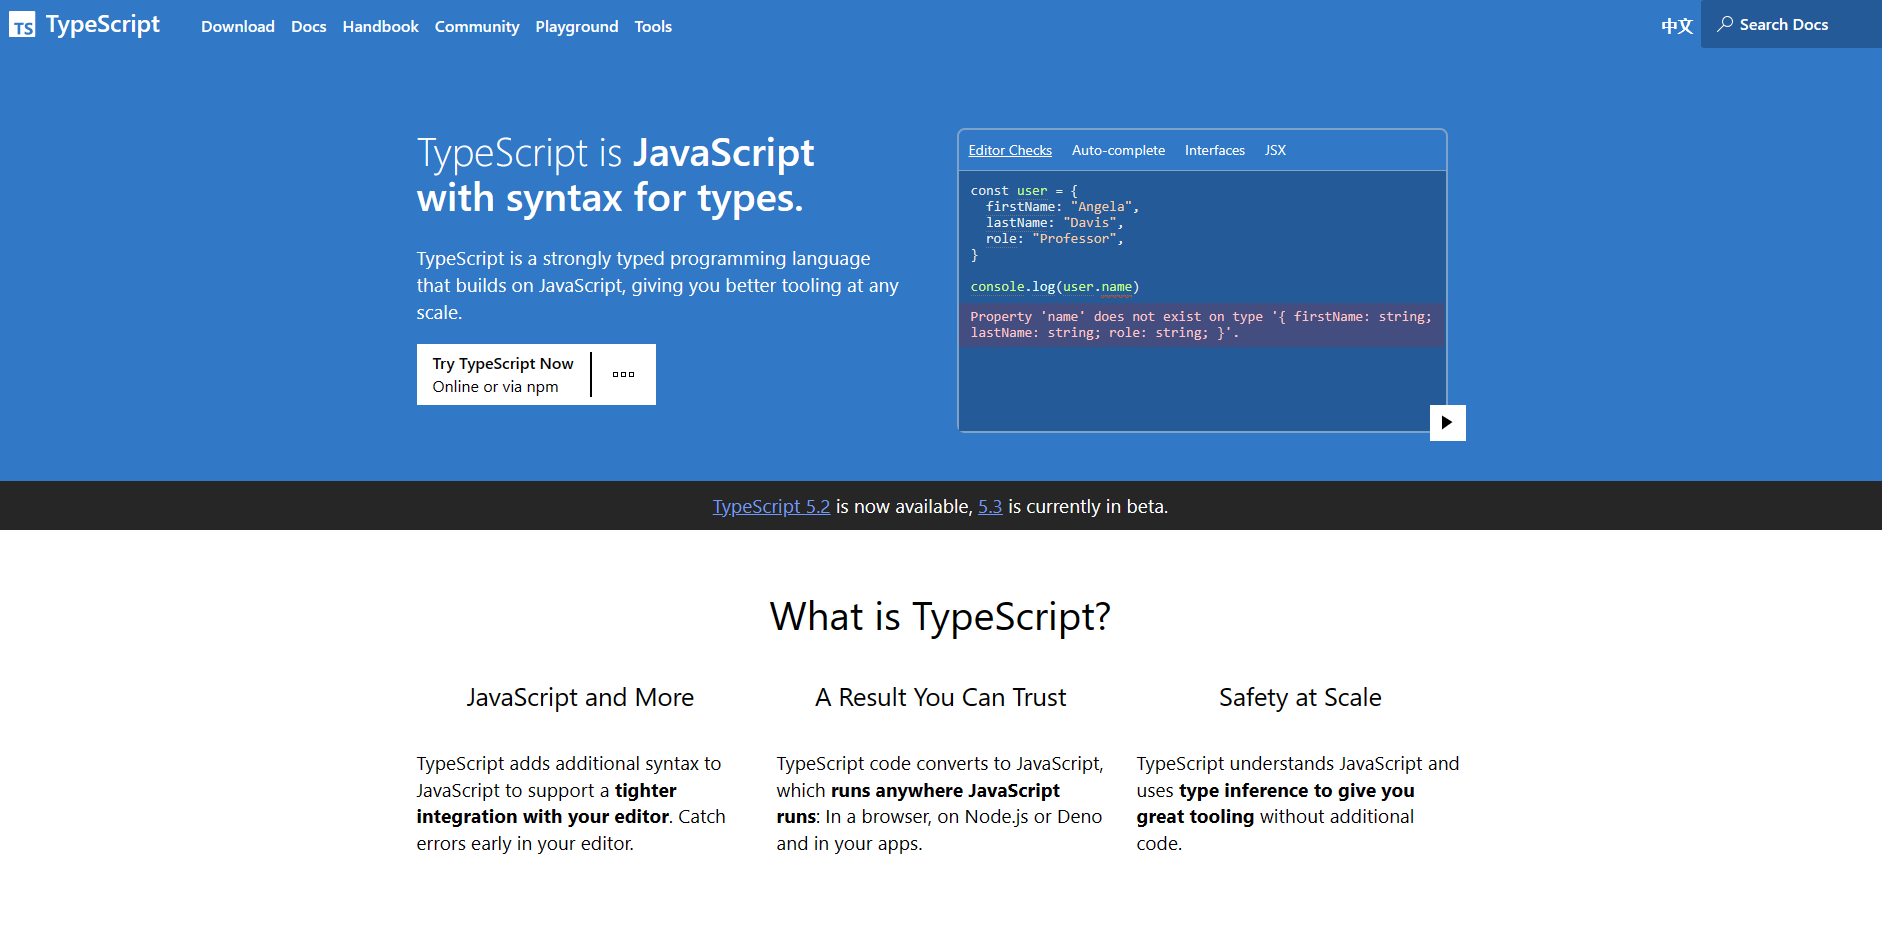 TS TypeScript
Download Docs Handbook Community Playground Tools
中文
Search Docs
TypeScript is JavaScript
with syntax for types.
TypeScript is a strongly typed programming language
that builds on JavaScript, giving you better tooling at any
scale.
Try TypeScript Now
Online or via npm
Editor Checks Auto-complete Interfaces JSX
const user = {
  firstName: "Angela",
  lastName: "Davis",
  role: "Professor",
}
console.log(user.name)
Property 'name' does not exist on type '{ firstName: string;
lastName: string; role: string; }'.
TypeScript 5.2 is now available, 5.3 is currently in beta.
What is TypeScript?
JavaScript and More
TypeScript adds additional syntax to
JavaScript to support a tighter
integration with your editor. Catch
errors early in your editor.
A Result You Can Trust
TypeScript code converts to JavaScript,
which runs anywhere JavaScript
runs: In a browser, on Node.js or Deno
and in your apps.
Safety at Scale
TypeScript understands JavaScript and
uses type inference to give you
great tooling without additional
code.